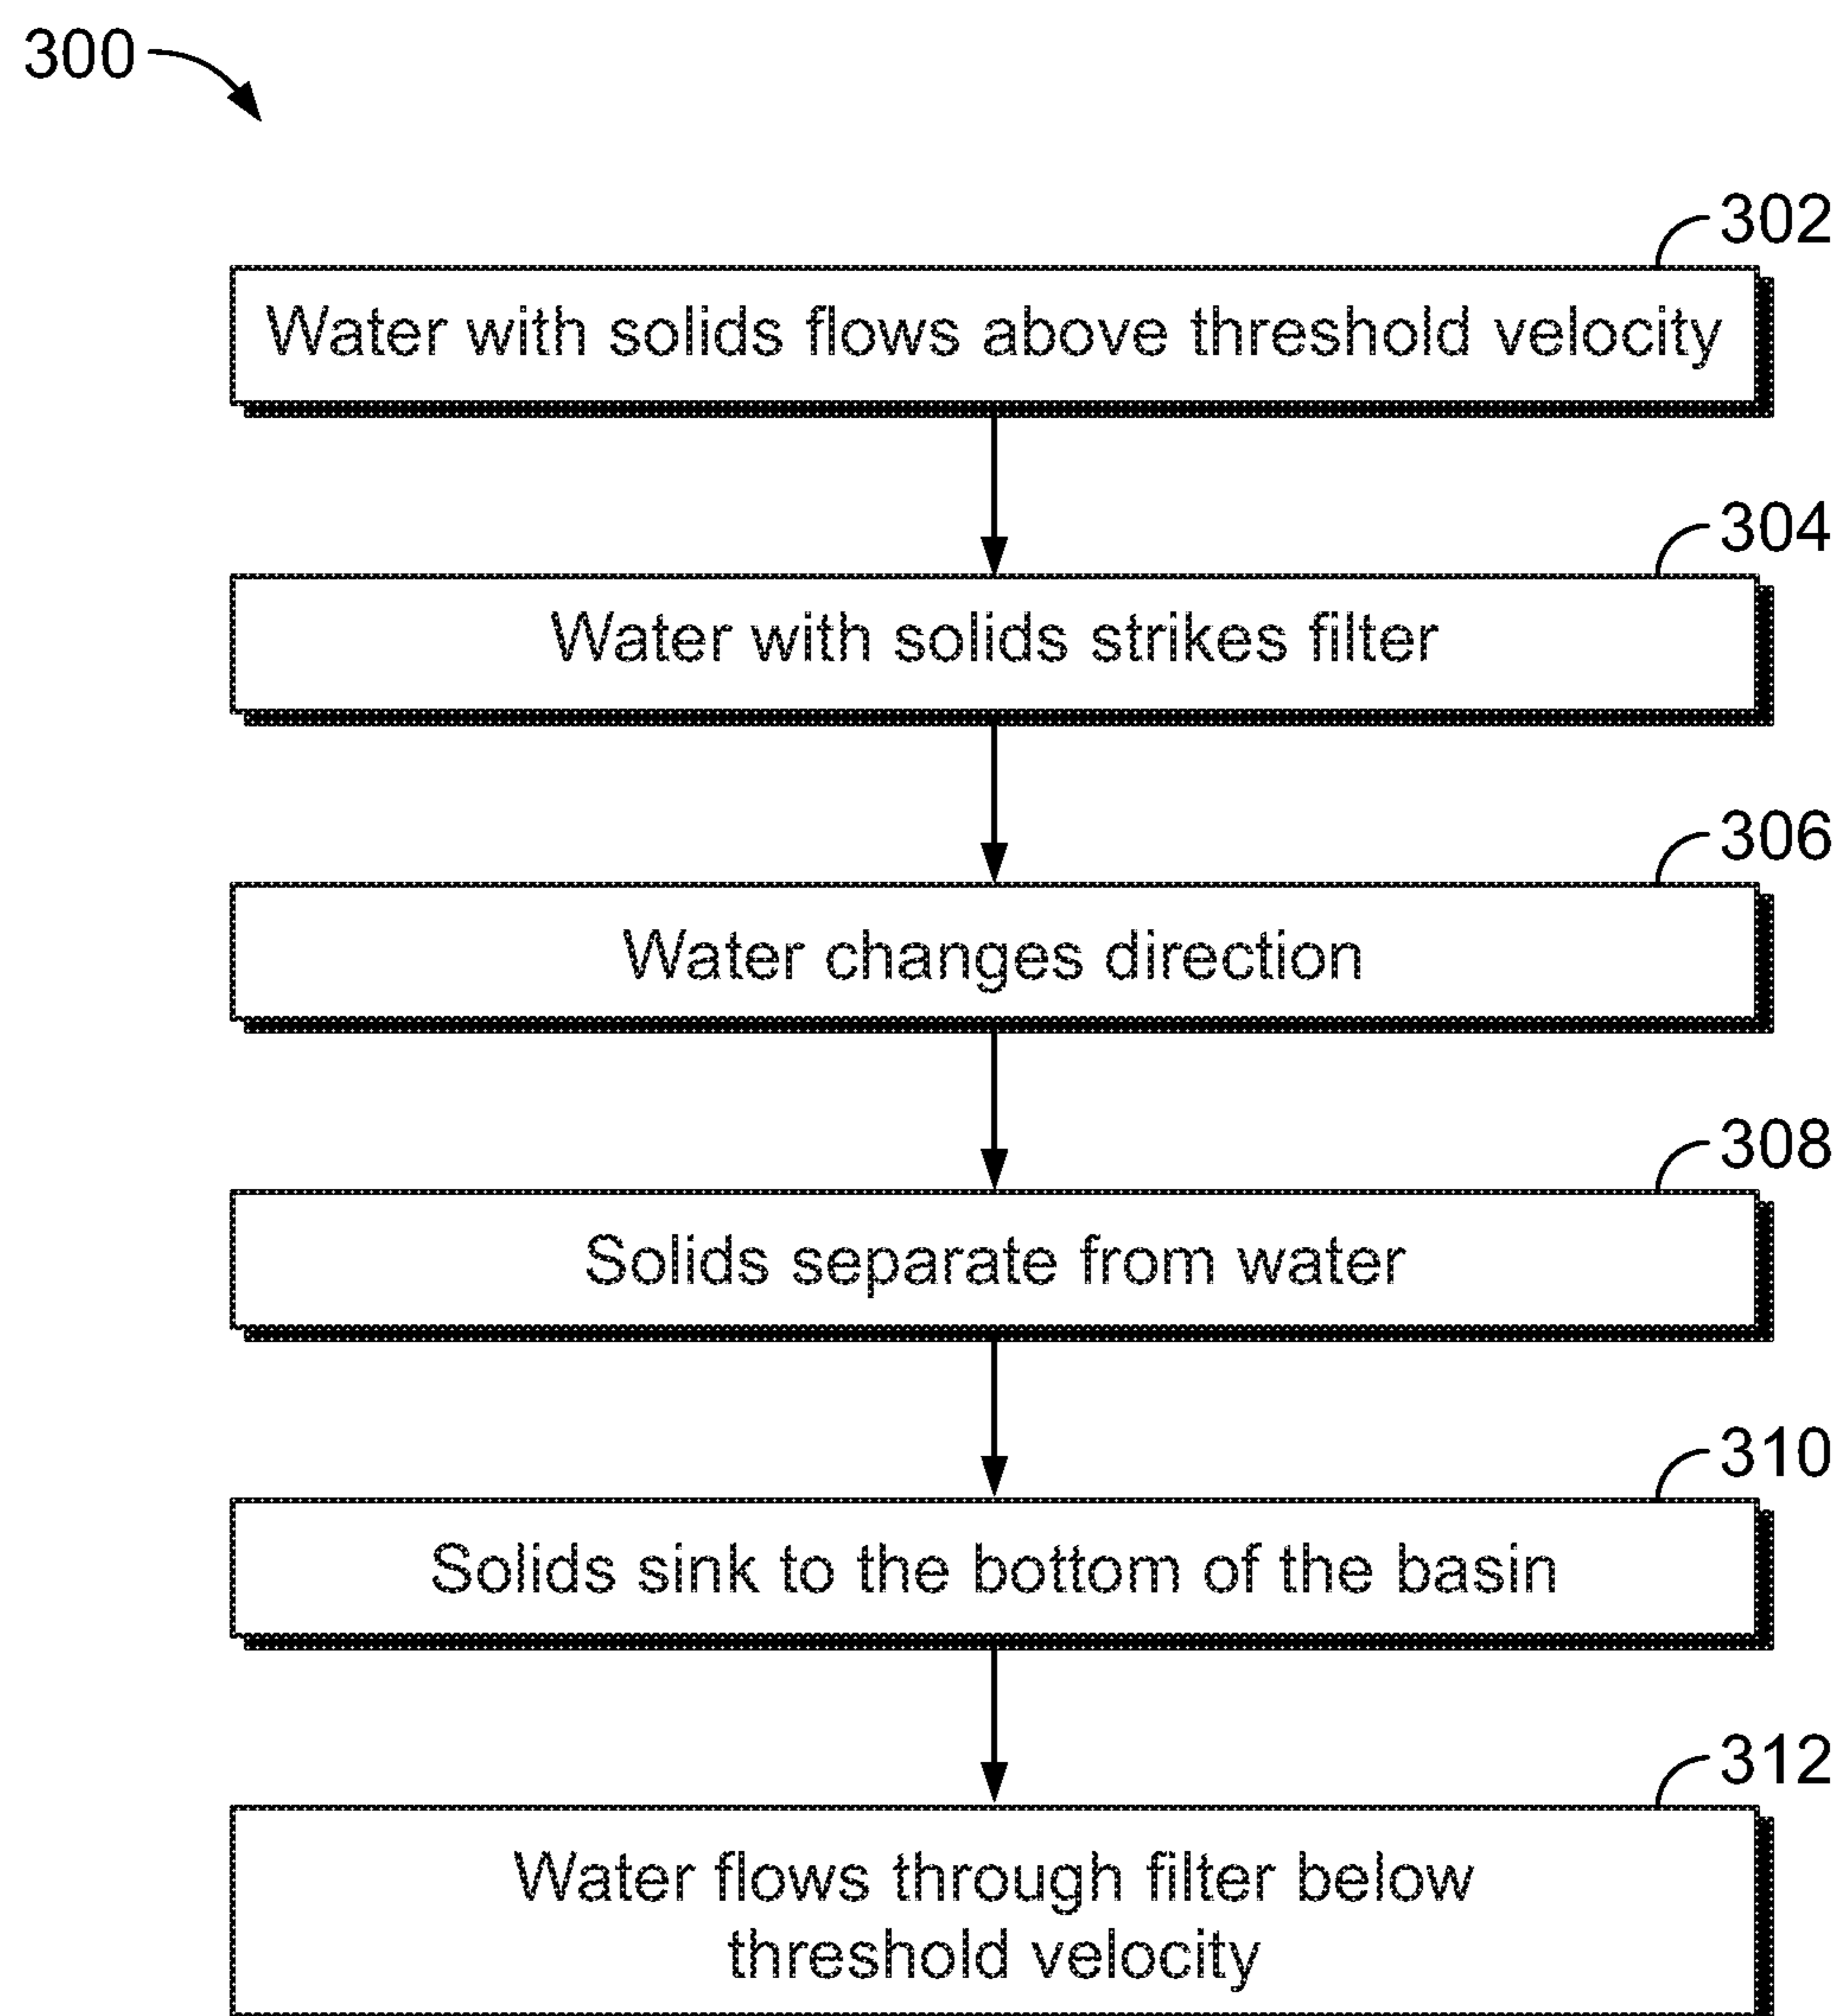 300
302
Water with solids flows above threshold velocity
304
Water with solids strikes filter
306
Water changes direction
308
Solids separate from water
310
Solids sink to the bottom of the basin
312
Water flows through filter below
threshold velocity